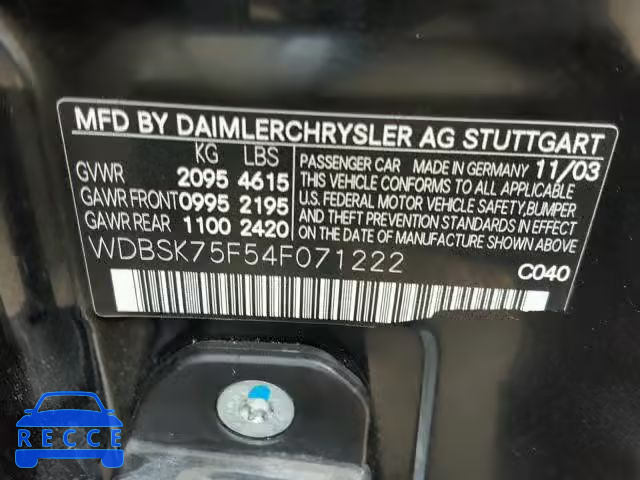 MFD BY DAIMLERCHRYSLER AG STUTTGART
KG LBS
GVWR 2095 4615
GAWR FRONT 0995 2195
GAWR REAR 1100 2420
PASSENGER CAR MADE IN GERMANY 11/03
THIS VEHICLE CONFORMS TO ALL APPLICABLE
U.S. FEDERAL MOTOR VEHICLE SAFETY, BUMPER,
AND THEFT PREVENTION STANDARDS IN EFFECT
ON THE DATE OF MANUFACTURE SHOWN ABOVE.
WDBSK75F54F071222
C040
RECCE